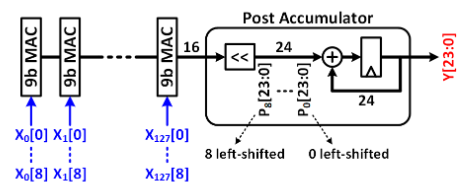 Post Accumulator
9b MAC
9b MAC
9b MAC
16
<<
24
24
P₈[23:0]
P₀[23:0]
Y[23:0]
X₀[0] X₁[0] X₁₂₇[0]
8 left-shifted 0 left-shifted
X₀[8] X₁[8] X₁₂₇[8]